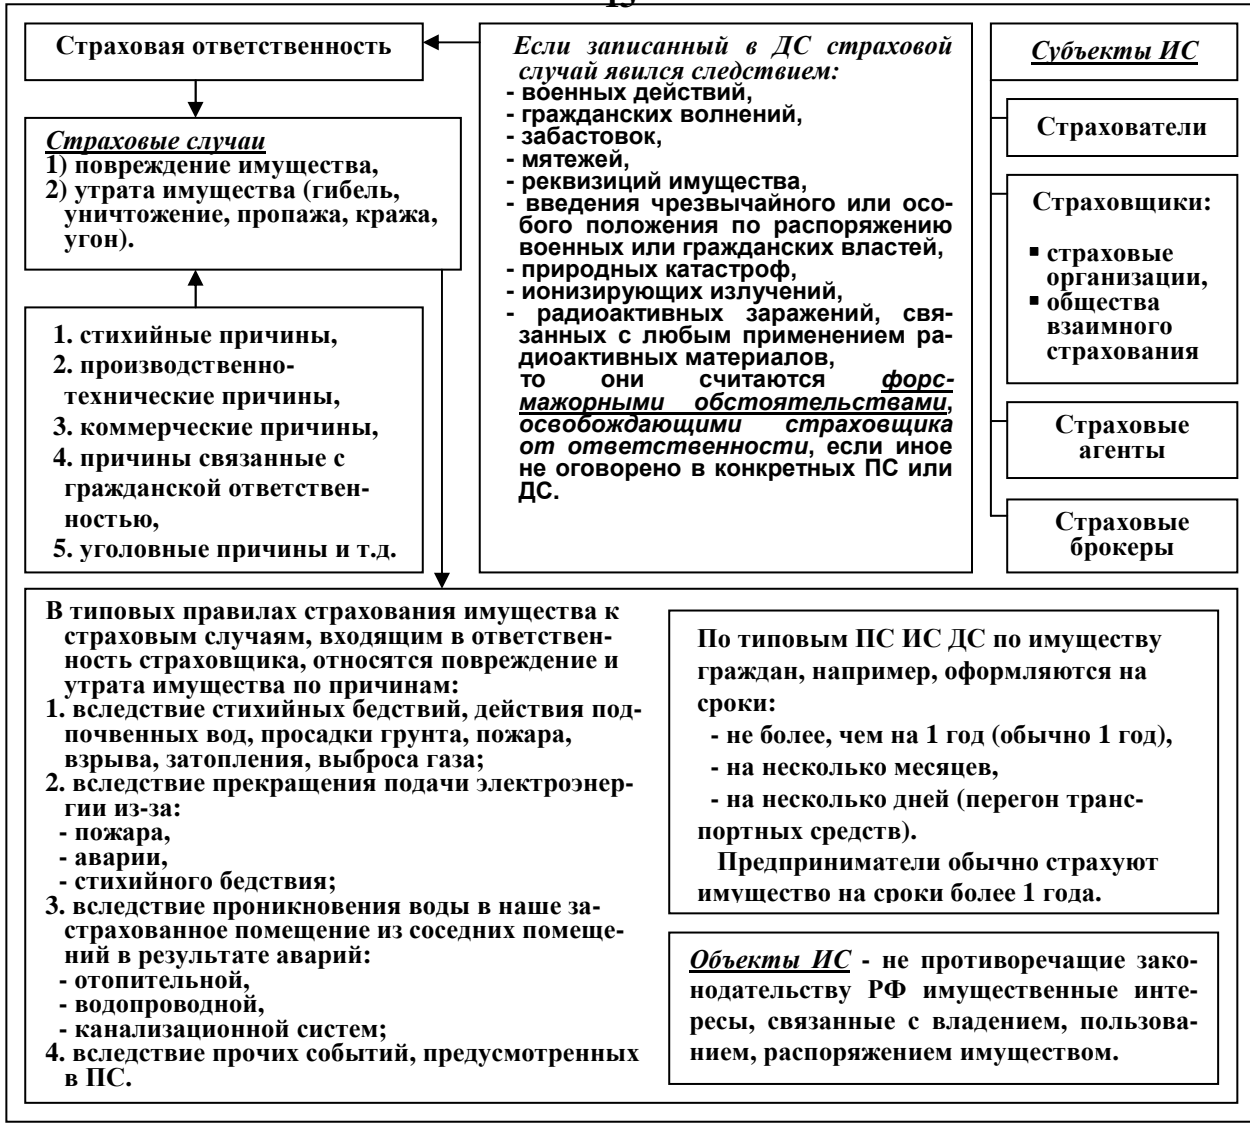 Страховая ответственность
Страховые случаи
1) повреждение имущества,
2) утрата имущества (гибель,
уничтожение, пропажа, кража,
угон).
1. стихийные причины,
2. производственно-
технические причины,
3. коммерческие причины,
4. причины связанные с
гражданской ответствен-
ностью,
5. уголовные причины и т.д.
Если записанный в ДС страховой
случай явился следствием:
- военных действий,
- гражданских волнений,
- забастовок,
- мятежей,
- реквизиций имущества,
- введения чрезвычайного или осо-
бого положения по распоряжению
военных или гражданских властей,
- природных катастроф,
- ионизирующих излучений,
- радиоактивных заражений, свя-
занных с любым применением ра-
диоактивных материалов,
то они считаются форс-
мажорными обстоятельствами,
освобождающими страховщика
от ответственности, если иное
не оговорено в конкретных ПС или
ДС.
Субъекты ИС
Страхователи
Страховщики:
▪ страховые
организации,
▪ общества
взаимного
страхования
Страховые
агенты
Страховые
брокеры
В типовых правилах страхования имущества к
страховым случаям, входящим в ответствен-
ность страховщика, относятся повреждение и
утрата имущества по причинам:
1. вследствие стихийных бедствий, действия под-
почвенных вод, просадки грунта, пожара,
взрыва, затопления, выброса газа;
2. вследствие прекращения подачи электроэнер-
гии из-за:
- пожара,
- аварии,
- стихийного бедствия;
3. вследствие проникновения воды в наше за-
страхованное помещение из соседних помеще-
ний в результате аварий:
- отопительной,
- водопроводной,
- канализационной систем;
4. вследствие прочих событий, предусмотренных
в ПС.
По типовым ПС ИС ДС по имуществу
граждан, например, оформляются на
сроки:
- не более, чем на 1 год (обычно 1 год),
- на несколько месяцев,
- на несколько дней (перегон транс-
портных средств).
Предприниматели обычно страхуют
имущество на сроки более 1 года.
Объекты ИС - не противоречащие зако-
нодательству РФ имущественные инте-
ресы, связанные с владением, пользова-
нием, распоряжением имуществом.